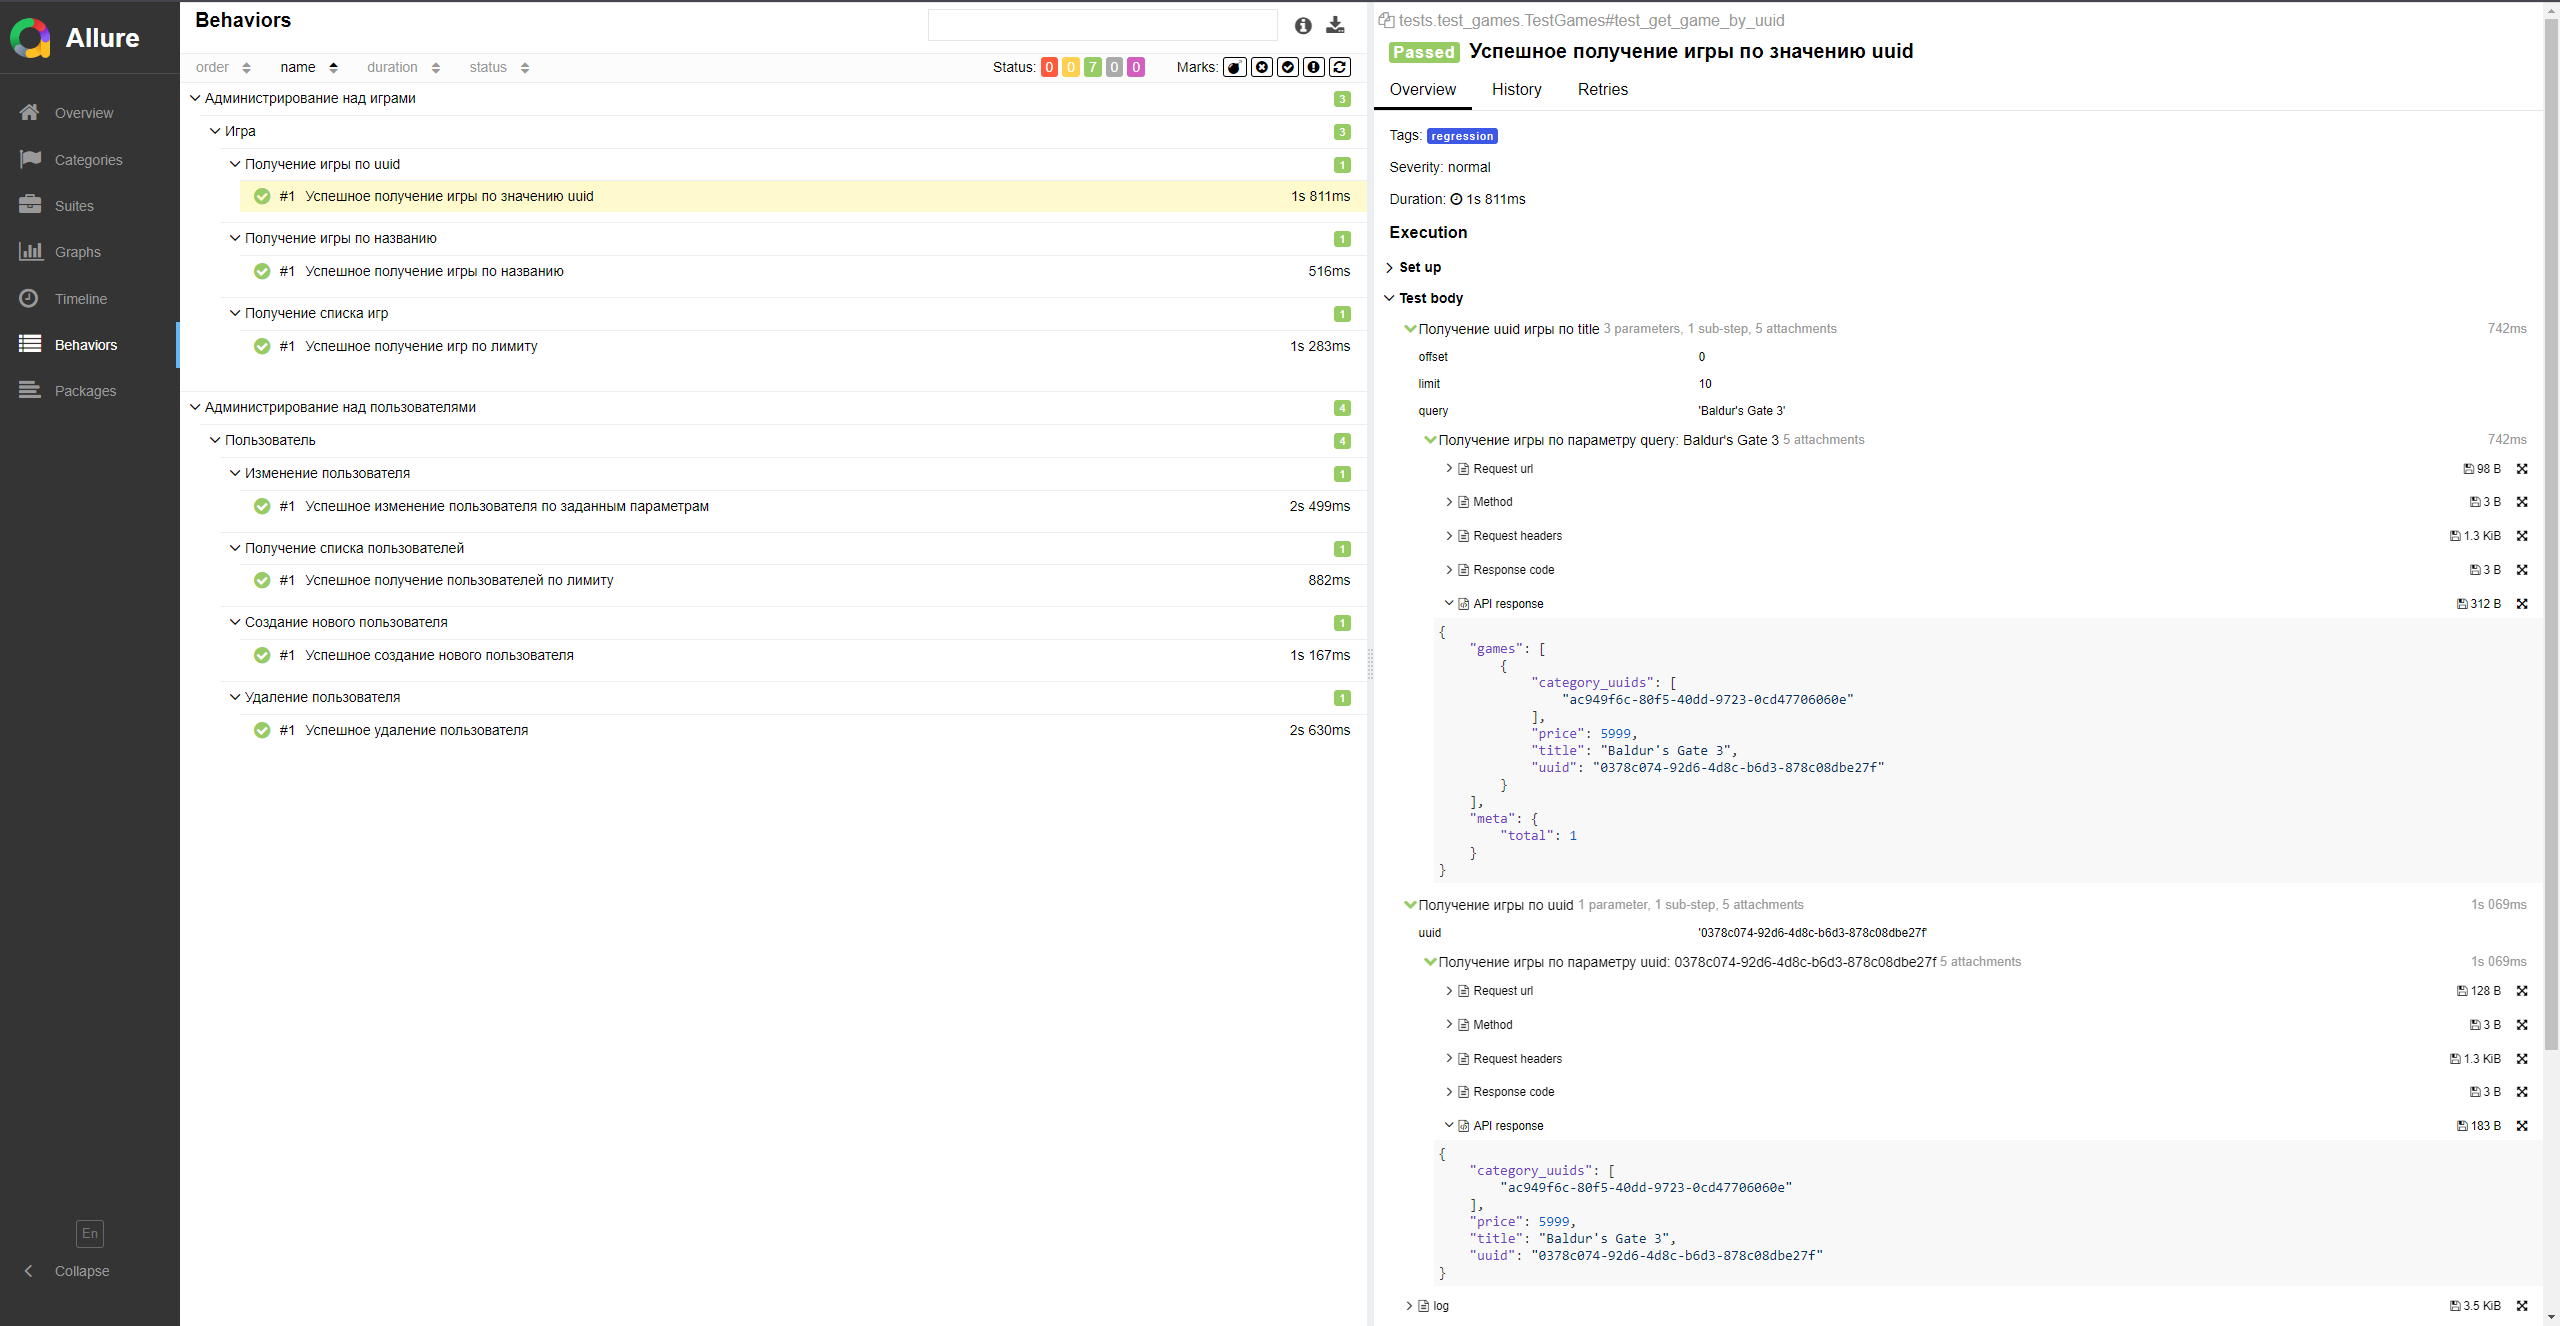 Allure
Overview
Categories
Suites
Graphs
Timeline
Behaviors
Packages
En
Collapse
Behaviors
order name duration status Status: 0 0 7 0 0 Marks:
Администрирование над играми 3
Игра 3
Получение игры по uuid 1
#1 Успешное получение игры по значению uuid 1s 811ms
Получение игры по названию 1
#1 Успешное получение игры по названию 516ms
Получение списка игр 1
#1 Успешное получение игр по лимиту 1s 283ms
Администрирование над пользователями 4
Пользователь 4
Изменение пользователя 1
#1 Успешное изменение пользователя по заданным параметрам 2s 499ms
Получение списка пользователей 1
#1 Успешное получение пользователей по лимиту 882ms
Создание нового пользователя 1
#1 Успешное создание нового пользователя 1s 167ms
Удаление пользователя 1
#1 Успешное удаление пользователя 2s 630ms
tests.test_games.TestGames#test_get_game_by_uuid
Passed Успешное получение игры по значению uuid
Overview History Retries
Tags: regression
Severity: normal
Duration: 1s 811ms
Execution
Set up
Test body
Получение uuid игры по title 3 parameters, 1 sub-step, 5 attachments 742ms
offset 0
limit 10
query 'Baldur's Gate 3'
Получение игры по параметру query: Baldur's Gate 3 5 attachments 742ms
Request url 98 B
Method 3 B
Request headers 1.3 KiB
Response code 3 B
API response 312 B
{
"games": [
{
"category_uuids": [
"ac949f6c-80f5-40dd-9723-0cd47706060e"
],
"price": 5999,
"title": "Baldur's Gate 3",
"uuid": "0378c074-92d6-4d8c-b6d3-878c08dbe27f"
}
],
"meta": {
"total": 1
}
}
Получение игры по uuid 1 parameter, 1 sub-step, 5 attachments 1s 069ms
uuid '0378c074-92d6-4d8c-b6d3-878c08dbe27f'
Получение игры по параметру uuid: 0378c074-92d6-4d8c-b6d3-878c08dbe27f 5 attachments 1s 069ms
Request url 128 B
Method 3 B
Request headers 1.3 KiB
Response code 3 B
API response 183 B
{
"category_uuids": [
"ac949f6c-80f5-40dd-9723-0cd47706060e"
],
"price": 5999,
"title": "Baldur's Gate 3",
"uuid": "0378c074-92d6-4d8c-b6d3-878c08dbe27f"
}
log 3.5 KiB